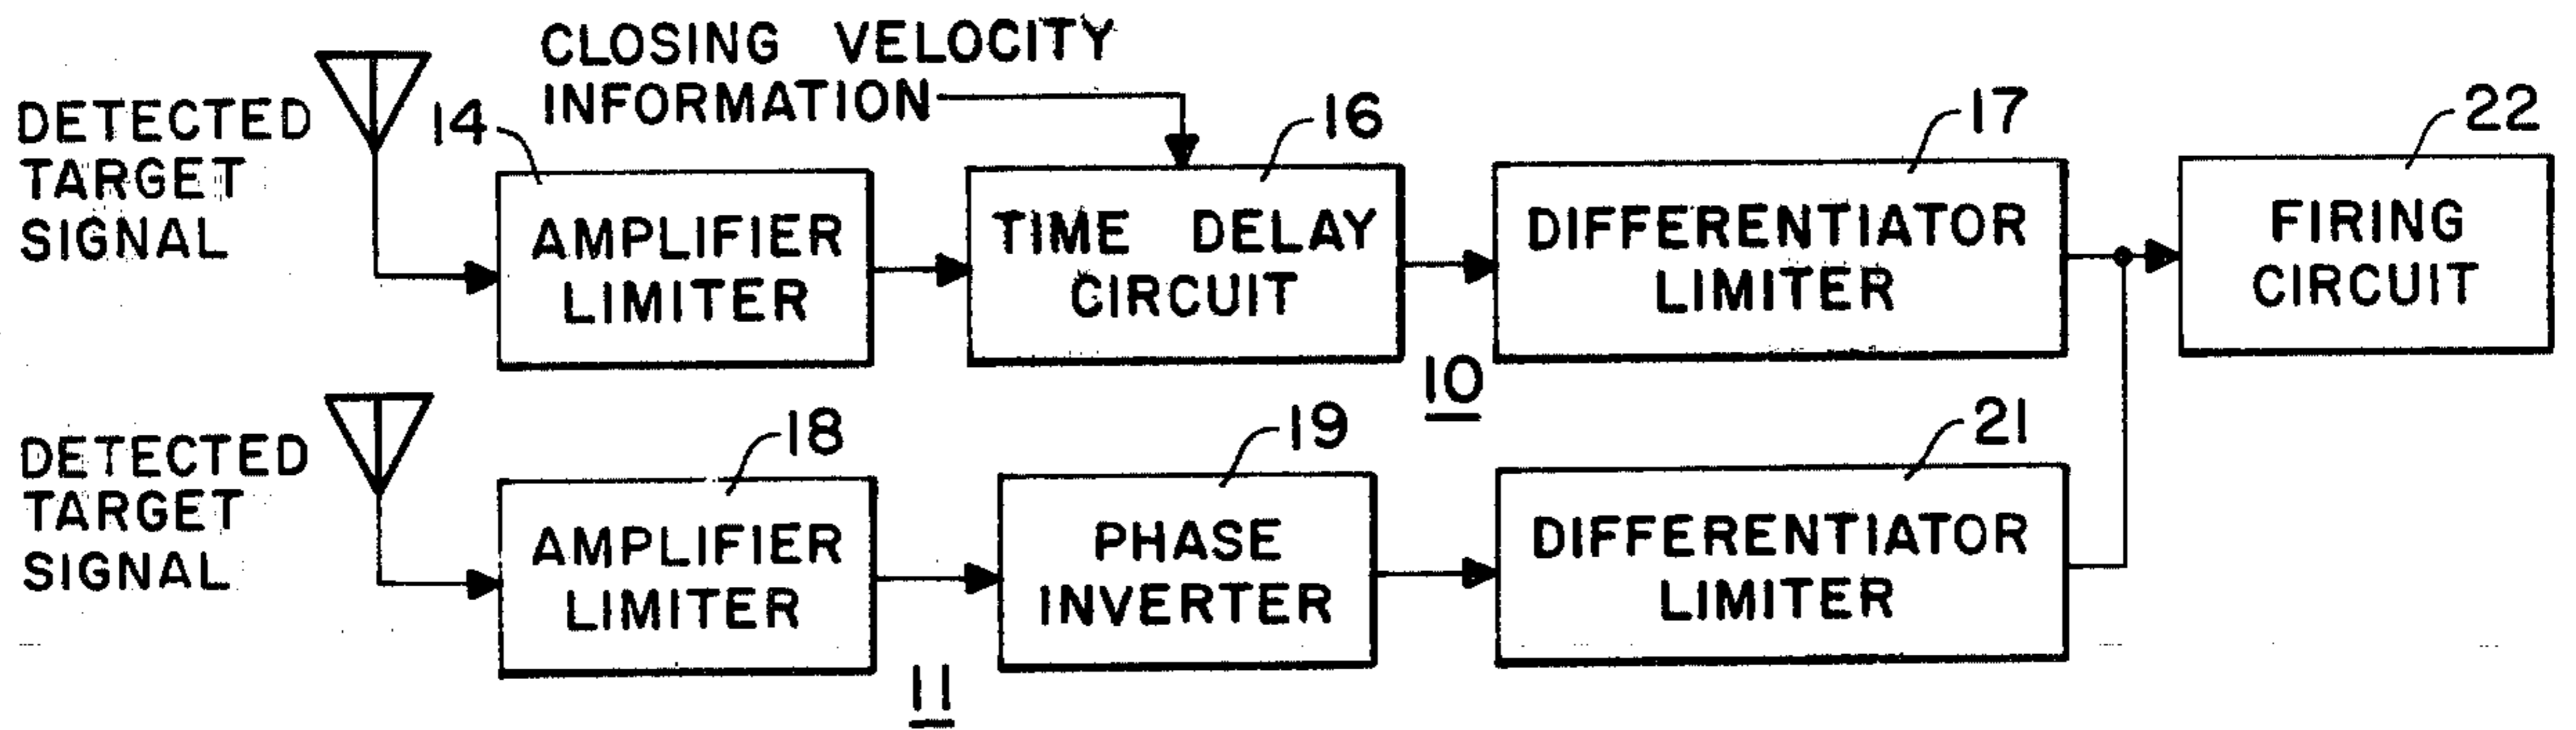 CLOSING VELOCITY
INFORMATION
DETECTED
TARGET
SIGNAL
14
AMPLIFIER
LIMITER
16
TIME DELAY
CIRCUIT
17
DIFFERENTIATOR
LIMITER
22
FIRING
CIRCUIT
10
DETECTED
TARGET
SIGNAL
18
AMPLIFIER
LIMITER
19
PHASE
INVERTER
21
DIFFERENTIATOR
LIMITER
11